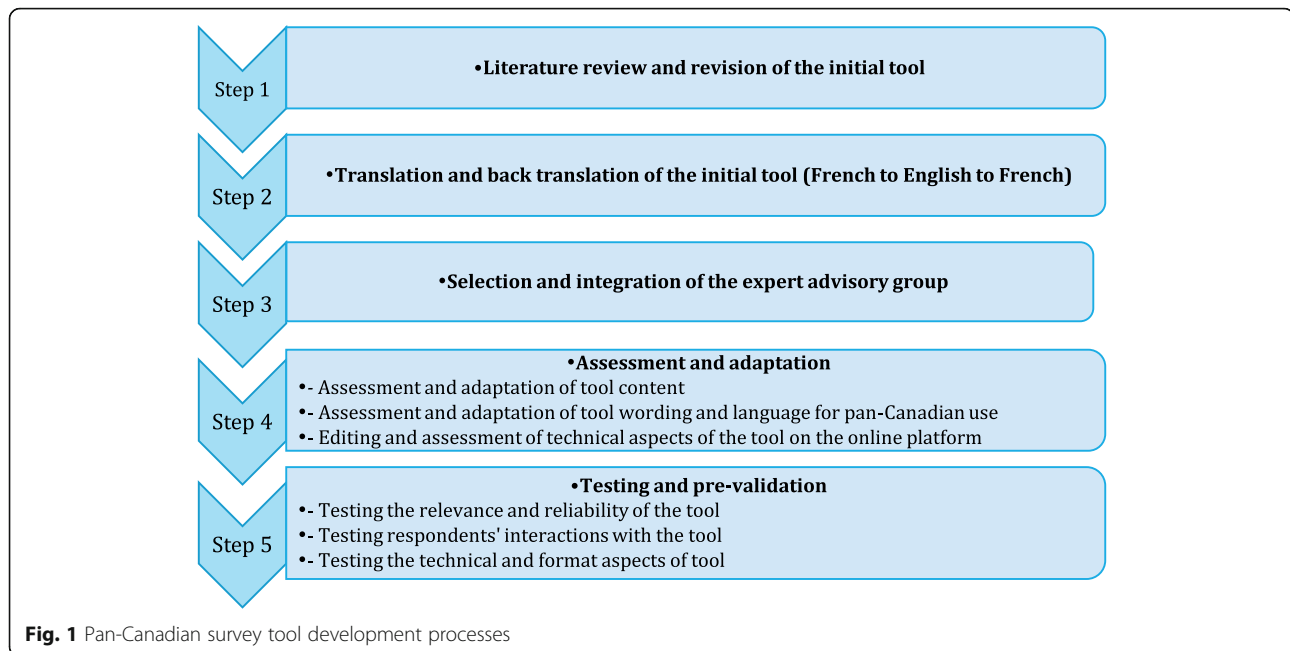 Step 1
•Literature review and revision of the initial tool
Step 2
•Translation and back translation of the initial tool (French to English to French)
Step 3
•Selection and integration of the expert advisory group
Step 4
•Assessment and adaptation
•- Assessment and adaptation of tool content
•- Assessment and adaptation of tool wording and language for pan-Canadian use
•- Editing and assessment of technical aspects of the tool on the online platform
Step 5
•Testing and pre-validation
•- Testing the relevance and reliability of the tool
•- Testing respondents' interactions with the tool
•- Testing the technical and format aspects of tool
Fig. 1 Pan-Canadian survey tool development processes